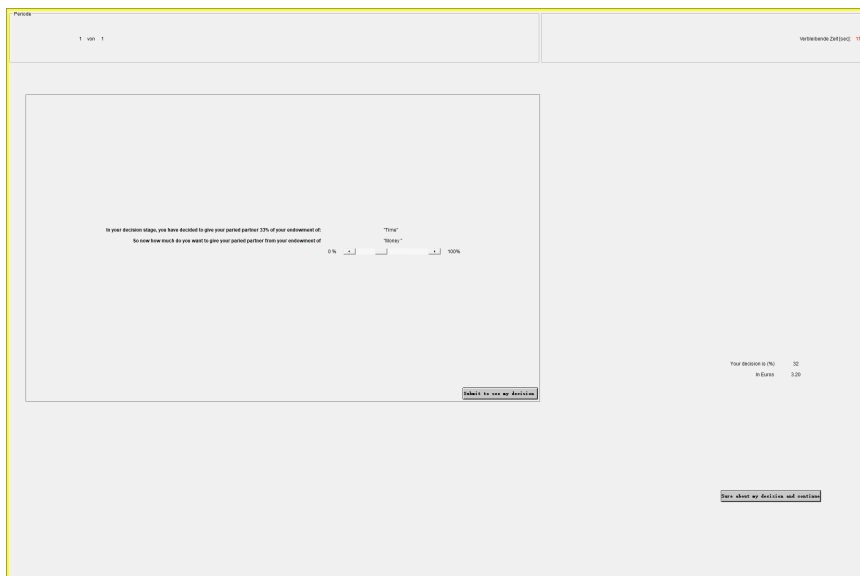 Periode
1 von 1
Verbleibende Zeit [sec]:
In your decision stage, you have decided to give your paried partner 33% of your endowment of: "Time"
So now how much do you want to give your paried partner from your endowment of "Money "
0 % 100%
Submit to see my decision
Your decision is (%) 32
In Euros 3.20
Sure about my decision and continue